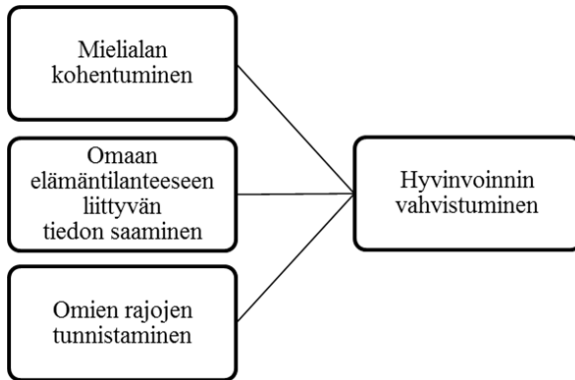 Mielialan
kohentuminen
Omaan
elämäntilanteeseen
liittyvän
tiedon saaminen
Omien rajojen
tunnistaminen
Hyvinvoinnin
vahvistuminen